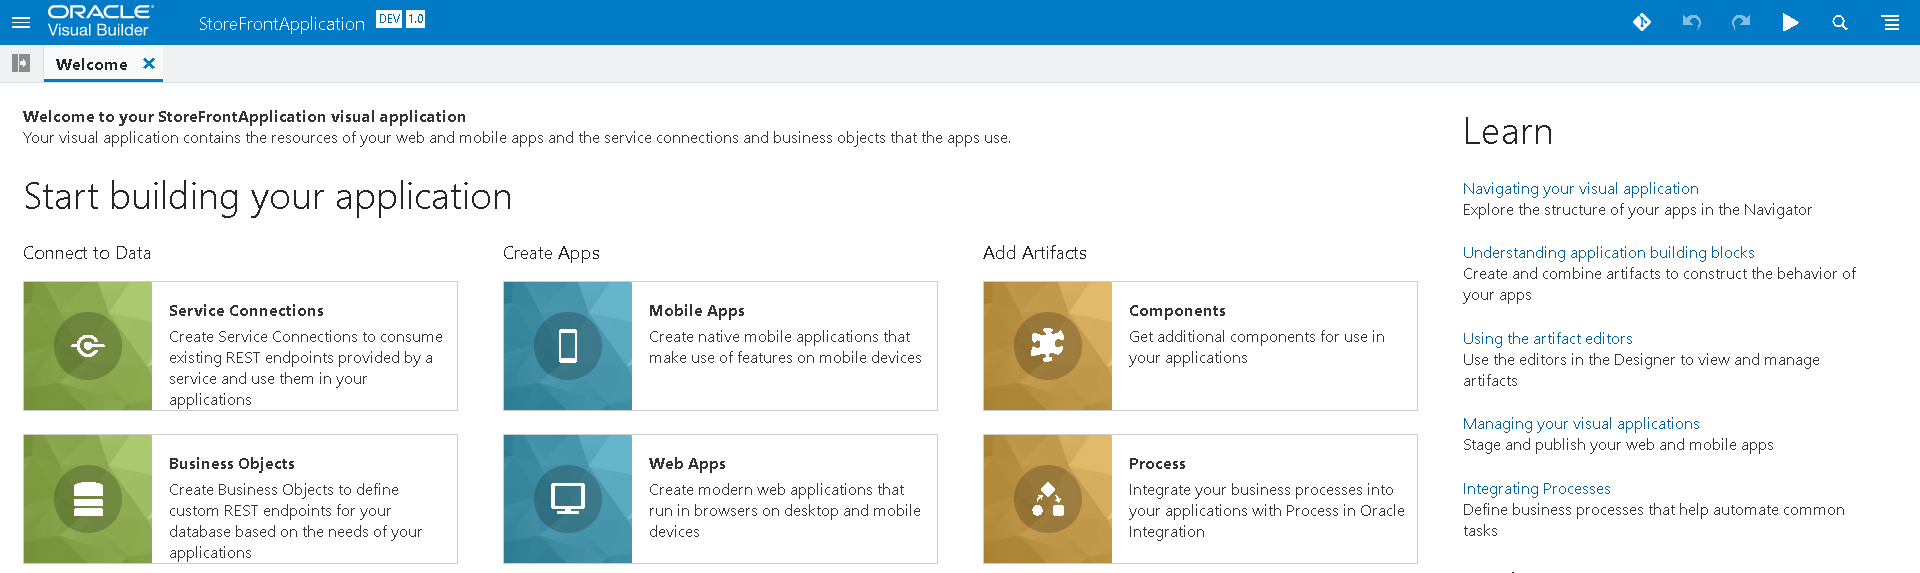 ORACLE
Visual Builder
StoreFrontApplication DEV 1.0
Welcome
Welcome to your StoreFrontApplication visual application
Your visual application contains the resources of your web and mobile apps and the service connections and business objects that the apps use.
Start building your application
Connect to Data
Service Connections
Create Service Connections to consume
existing REST endpoints provided by a
service and use them in your
applications
Business Objects
Create Business Objects to define
custom REST endpoints for your
database based on the needs of your
applications
Create Apps
Mobile Apps
Create native mobile applications that
make use of features on mobile devices
Web Apps
Create modern web applications that
run in browsers on desktop and mobile
devices
Add Artifacts
Components
Get additional components for use in
your applications
Process
Integrate your business processes into
your applications with Process in Oracle
Integration
Learn
Navigating your visual application
Explore the structure of your apps in the Navigator
Understanding application building blocks
Create and combine artifacts to construct the behavior of
your apps
Using the artifact editors
Use the editors in the Designer to view and manage
artifacts
Managing your visual applications
Stage and publish your web and mobile apps
Integrating Processes
Define business processes that help automate common
tasks